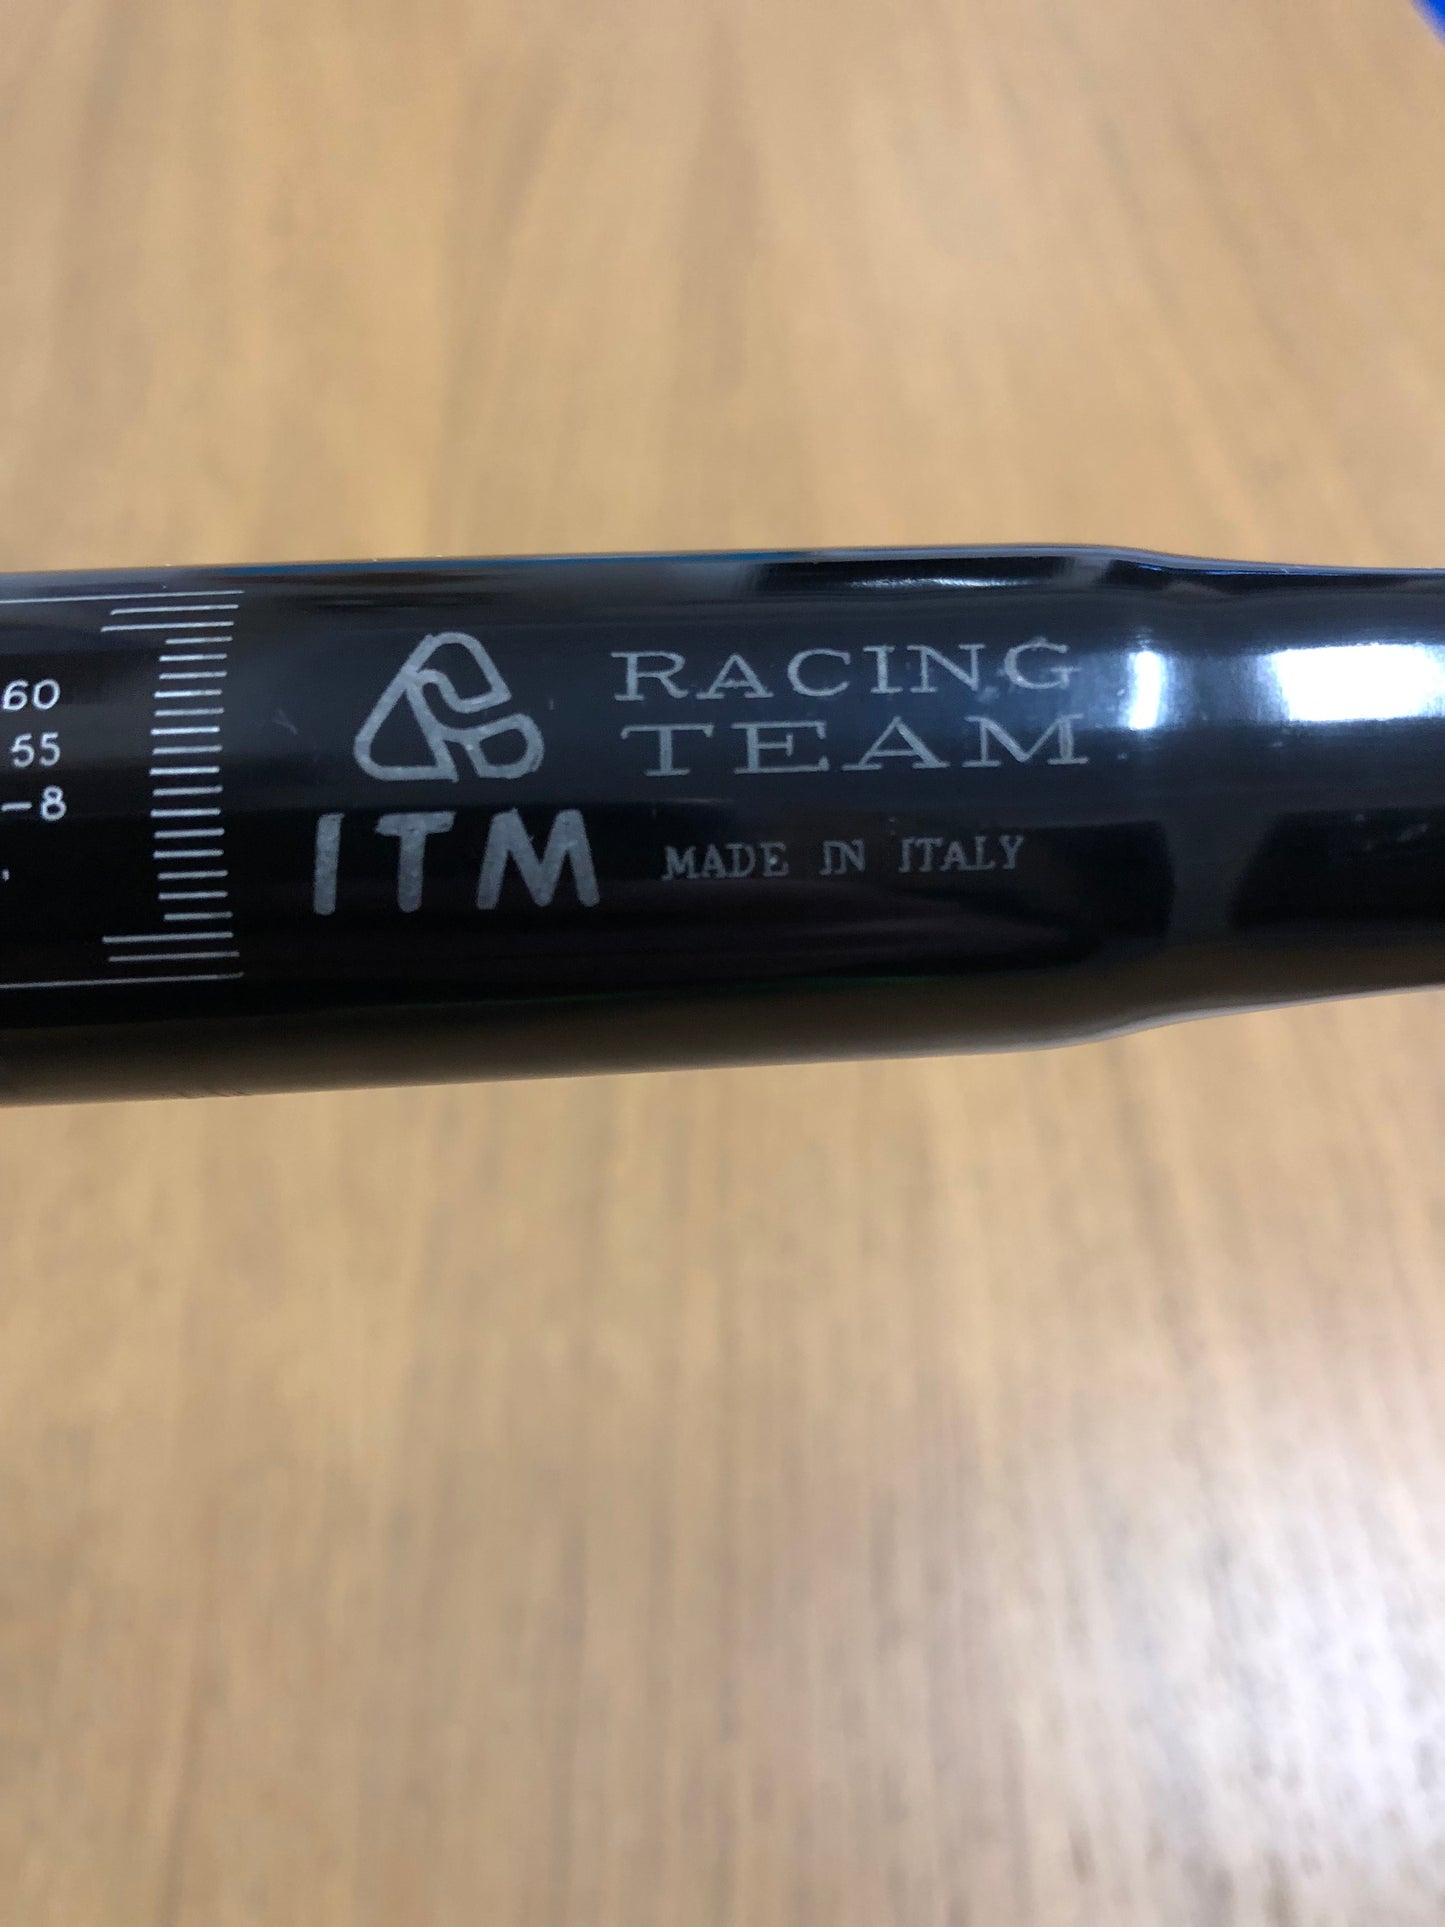 60
55
-8
,
RACING
TEAM
ITM MADE IN ITALY